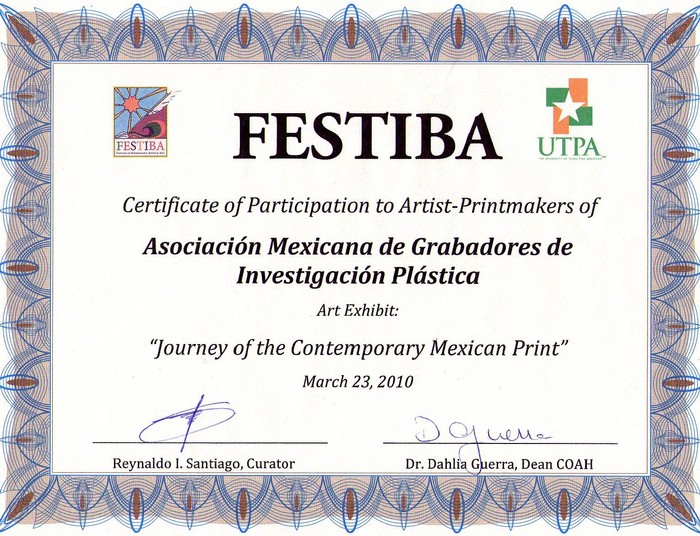 FESTIBA
FESTIBA
UTPA
Certificate of Participation to Artist-Printmakers of
Asociación Mexicana de Grabadores de
Investigación Plástica
Art Exhibit:
“Journey of the Contemporary Mexican Print”
March 23, 2010
D Guerra
Reynaldo I. Santiago, Curator
Dr. Dahlia Guerra, Dean COAH